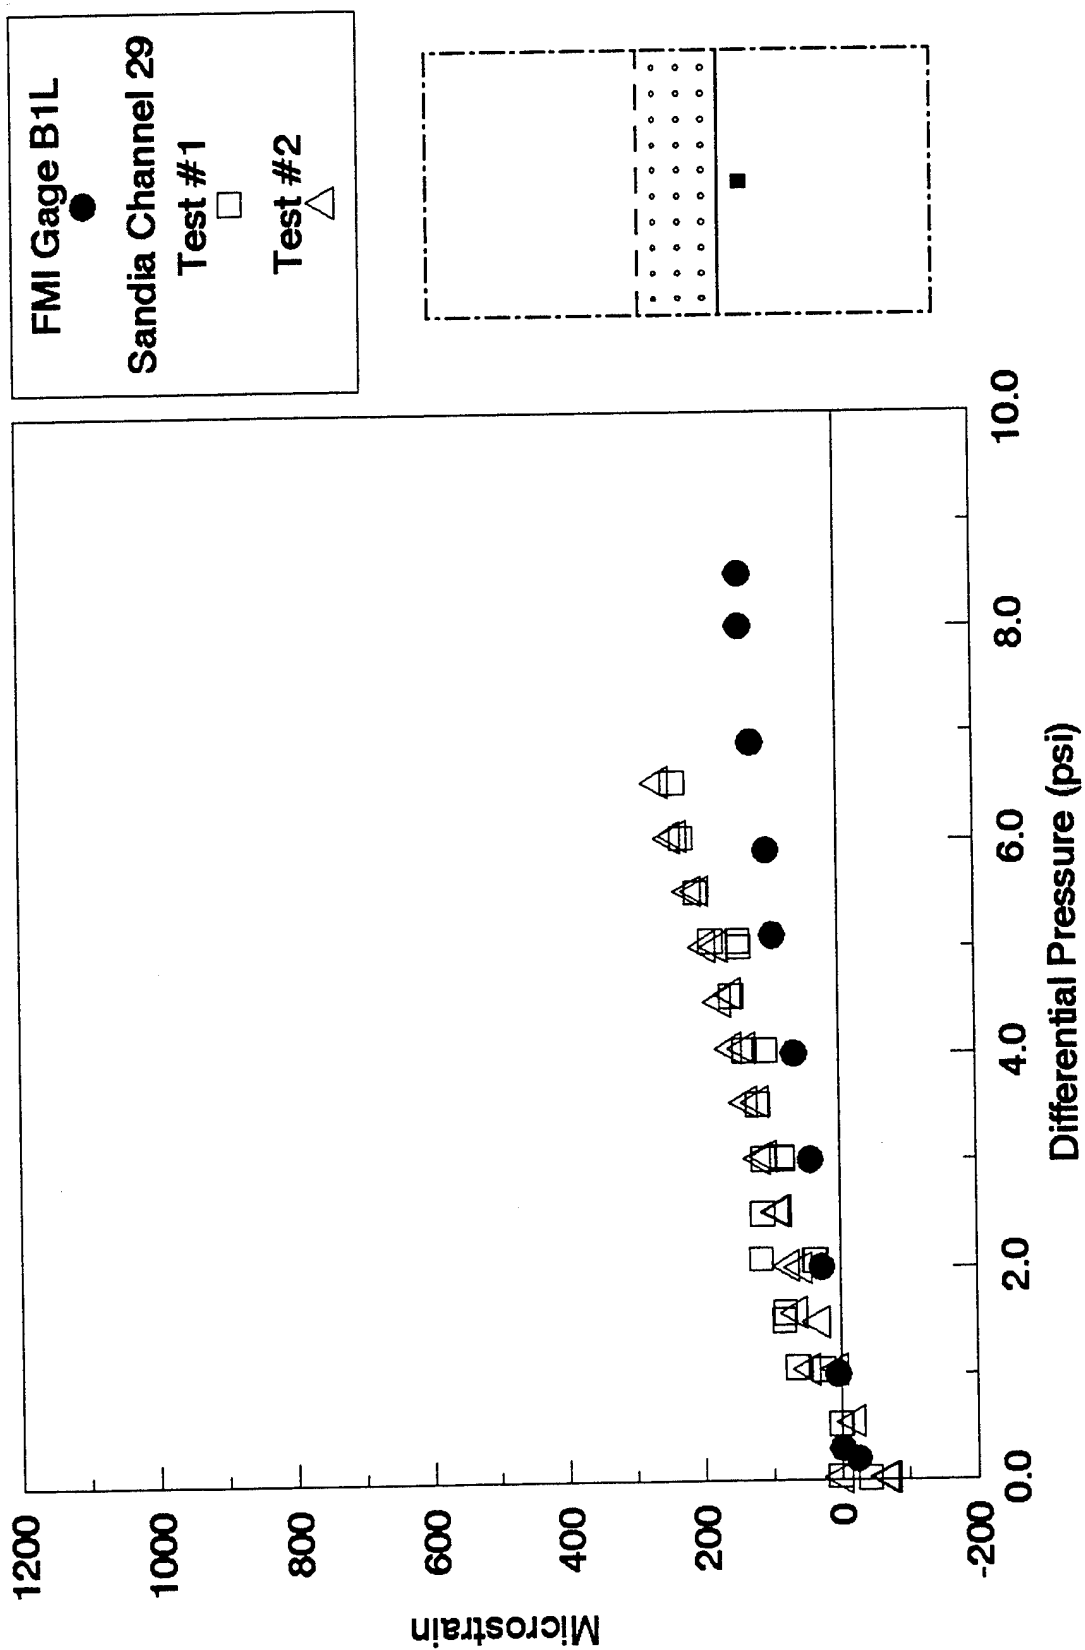 FMI Gage B1L
Sandia Channel 29
Test #1
Test #2
Microstrain
1200
1000
800
600
400
200
0
-200
0.0
2.0
4.0
6.0
8.0
10.0
Differential Pressure (psi)